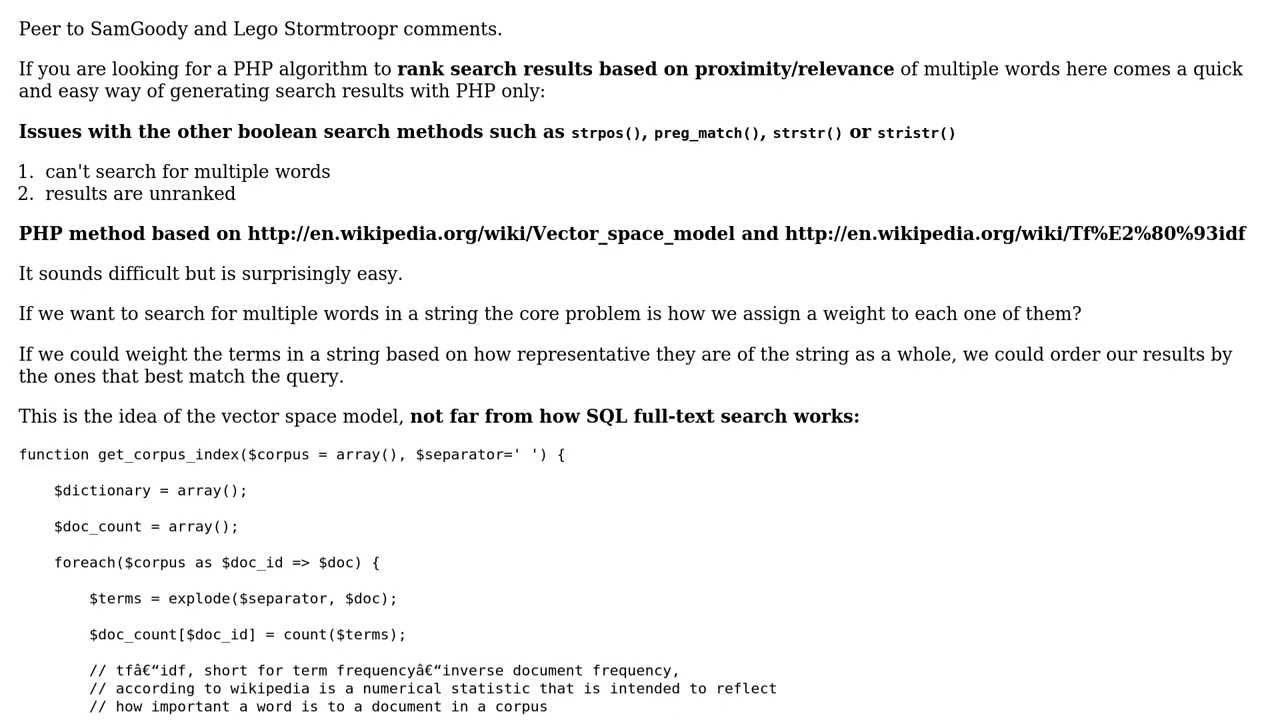 Peer to SamGoody and Lego Stormtroopr comments.
If you are looking for a PHP algorithm to rank search results based on proximity/relevance of multiple words here comes a quick
and easy way of generating search results with PHP only:
Issues with the other boolean search methods such as strpos(), preg_match(), strstr() or stristr()
1. can't search for multiple words
2. results are unranked
PHP method based on http://en.wikipedia.org/wiki/Vector_space_model and http://en.wikipedia.org/wiki/Tf%E2%80%93idf
It sounds difficult but is surprisingly easy.
If we want to search for multiple words in a string the core problem is how we assign a weight to each one of them?
If we could weight the terms in a string based on how representative they are of the string as a whole, we could order our results by
the ones that best match the query.
This is the idea of the vector space model, not far from how SQL full-text search works:
function get_corpus_index($corpus = array(), $separator=' ') {
    $dictionary = array();
    $doc_count = array();
    foreach($corpus as $doc_id => $doc) {
        $terms = explode($separator, $doc);
        $doc_count[$doc_id] = count($terms);
        // tfâ€“idf, short for term frequencyâ€“inverse document frequency,
        // according to wikipedia is a numerical statistic that is intended to reflect
        // how important a word is to a document in a corpus